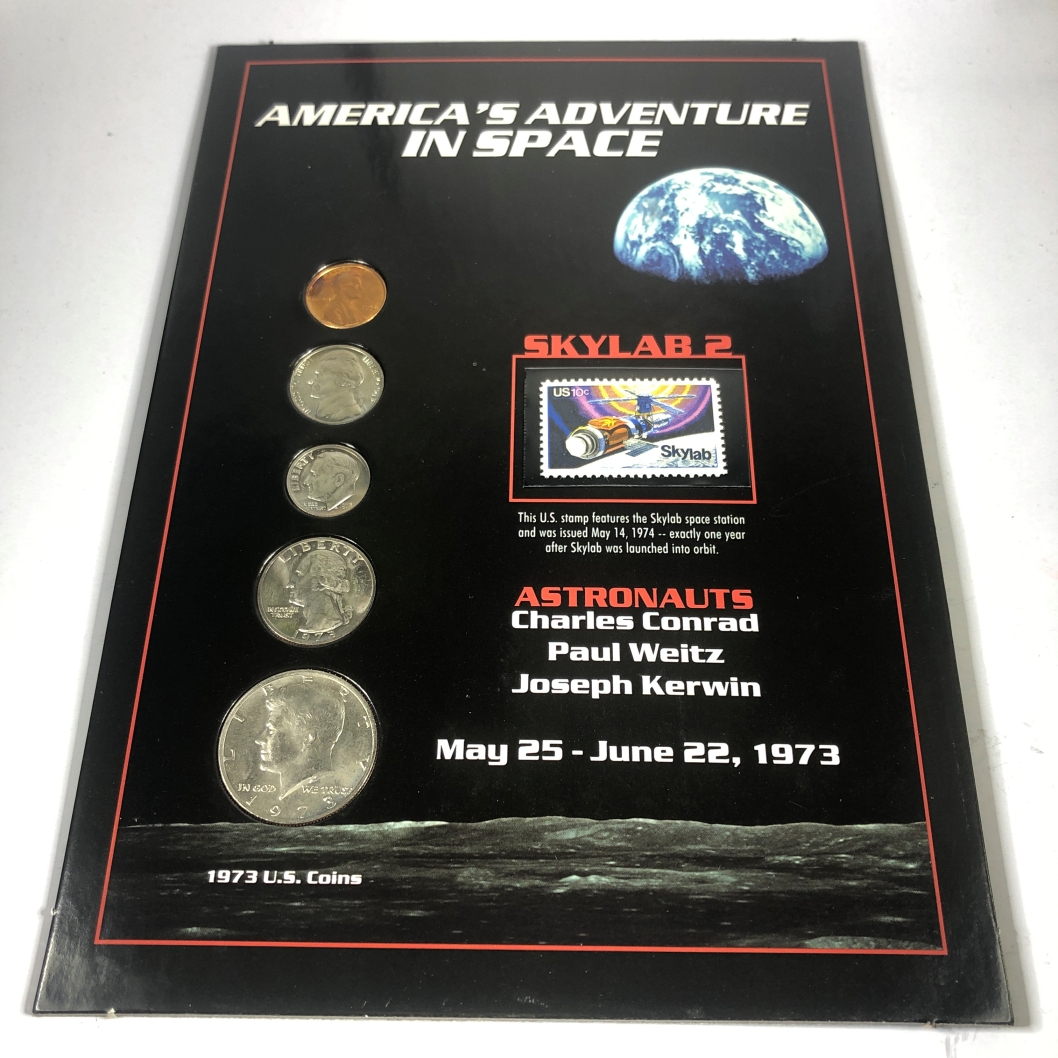 AMERICA'S ADVENTURE
IN SPACE
SKYLAB 2
US10c
Skylab
This U.S. stamp features the Skylab space station
and was issued May 14, 1974 -- exactly one year
after Skylab was launched into orbit.
ASTRONAUTS
Charles Conrad
Paul Weitz
Joseph Kerwin
May 25 - June 22, 1973
LIBERTY
LIBERTY
IN GOD WE TRUST
1973
1973 U.S. Coins